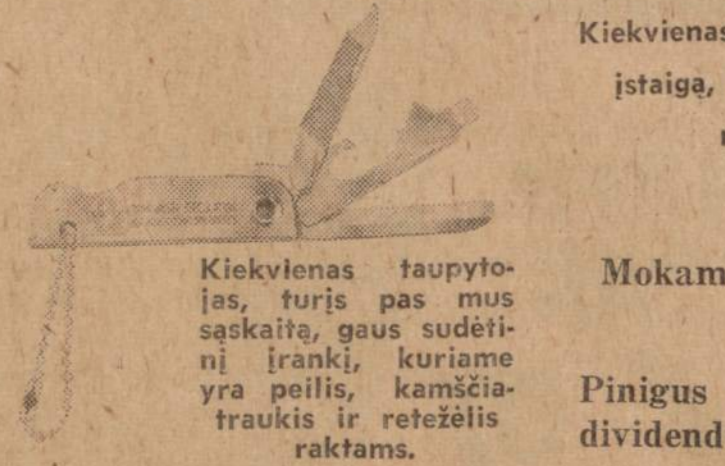 Kiekvienas taupyto-
jas, turįs pas mus
sąskaitą, gaus sudėti-
nį įrankį, kuriame
yra peilis, kamščia-
traukis ir retežėlis
raktams.
Kiekvienas
įstaigą,
Mokam
Pinigus
dividend